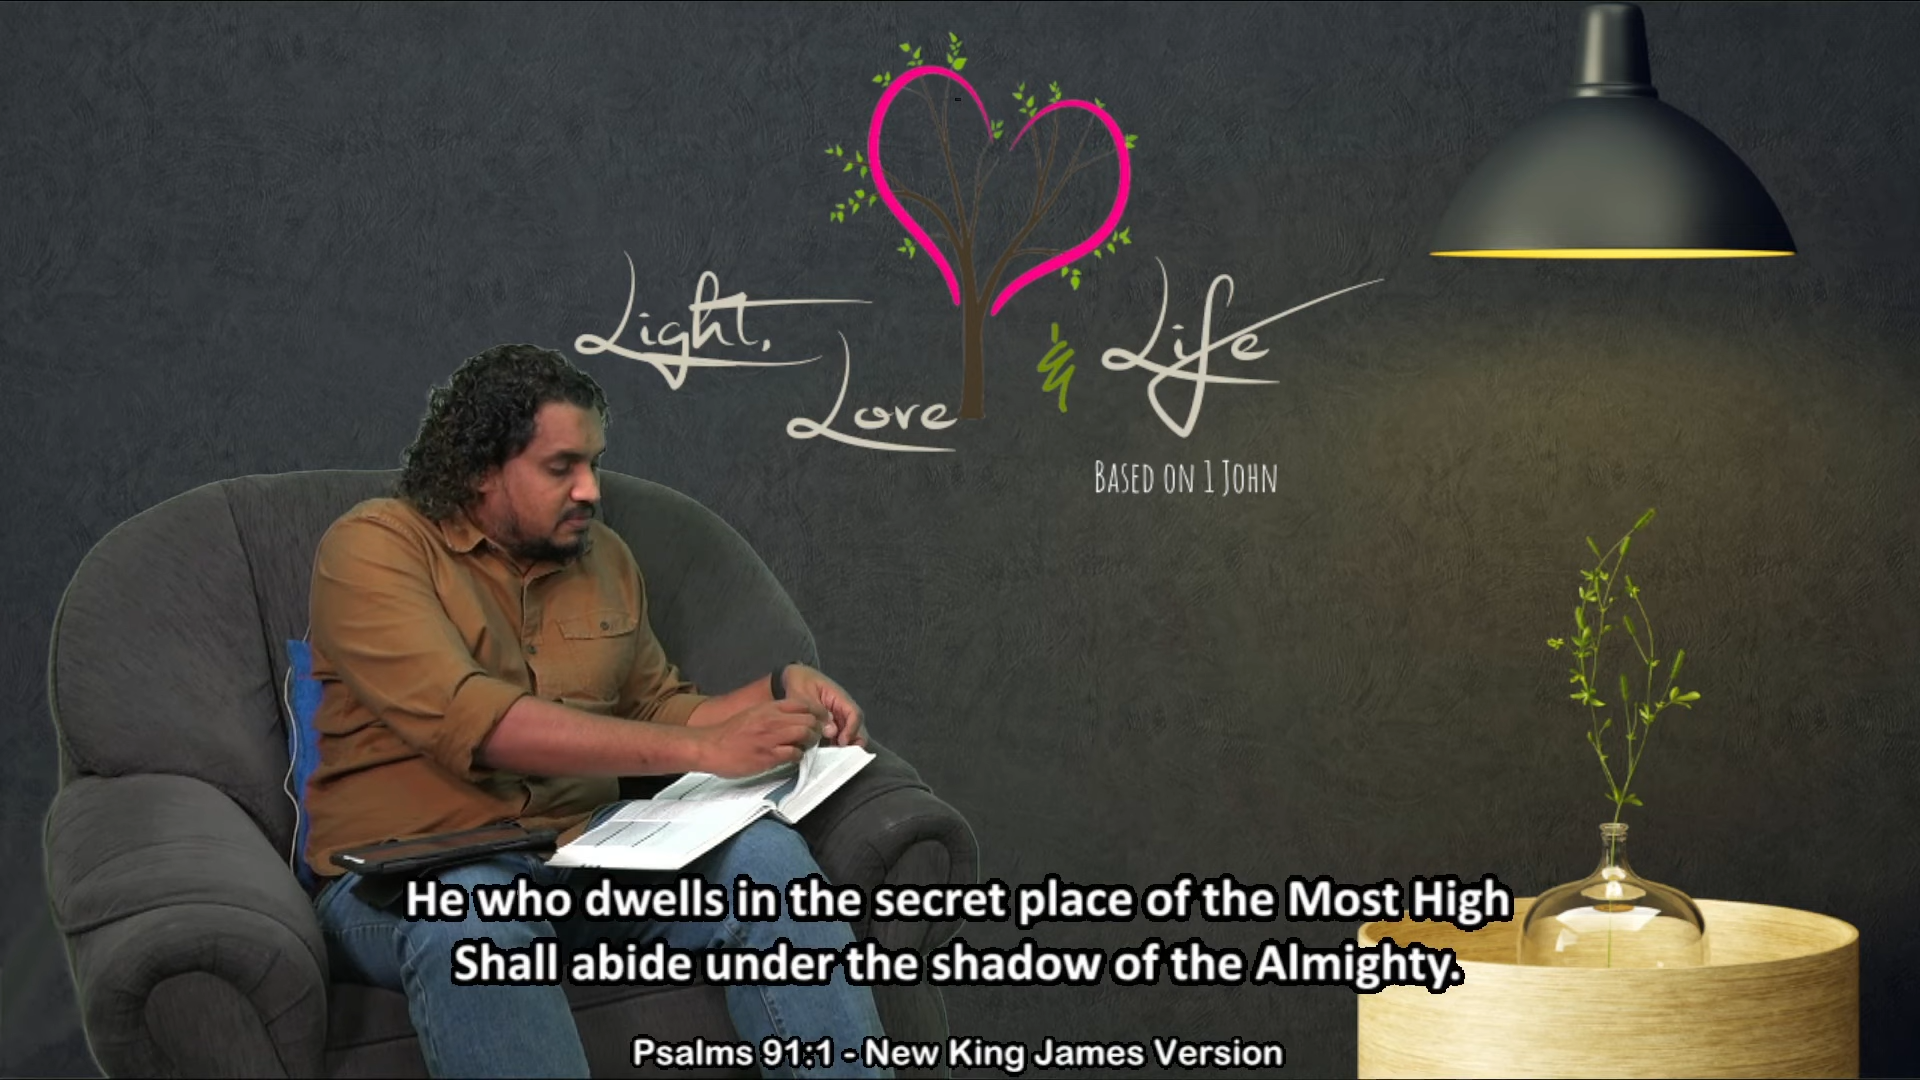 Light,
Love
& Life
BASED ON 1 JOHN
He who dwells in the secret place of the Most High
Shall abide under the shadow of the Almighty.
Psalms 91:1 - New King James Version